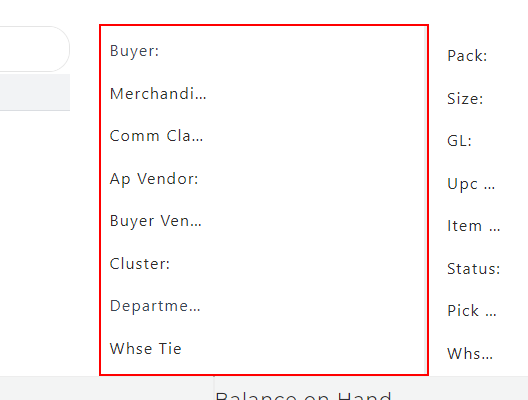 Buyer:
Merchandi...
Comm Cla...
Ap Vendor:
Buyer Ven...
Cluster:
Departme...
Whse Tie
Pack:
Size:
GL:
Upc ...
Item ...
Status:
Pick ...
Whs...
Balance on Hand